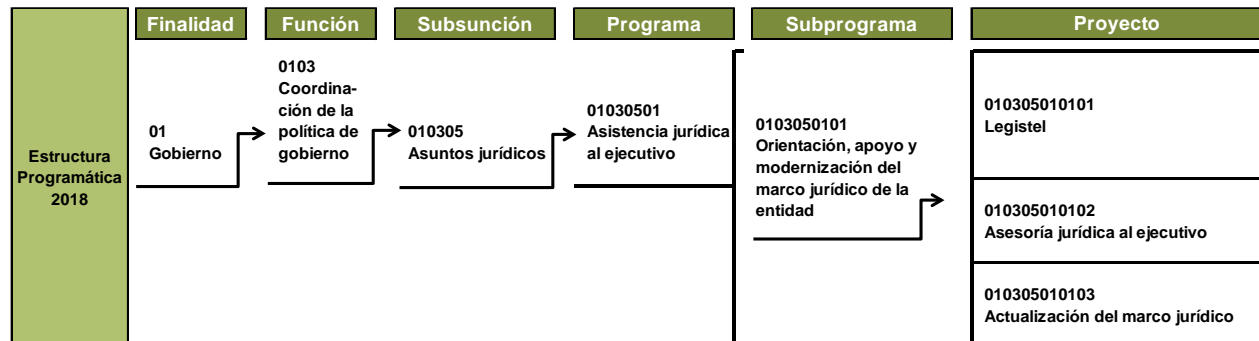 Finalidad
Función
Subsunción
Programa
Subprograma
Proyecto
Estructura
Programática
2018
01
Gobierno
0103
Coordina-
ción de la
política de
gobierno
010305
Asuntos jurídicos
01030501
Asistencia jurídica
al ejecutivo
0103050101
Orientación, apoyo y
modernización del
marco jurídico de la
entidad
010305010101
Legistel
010305010102
Asesoría jurídica al ejecutivo
010305010103
Actualización del marco jurídico